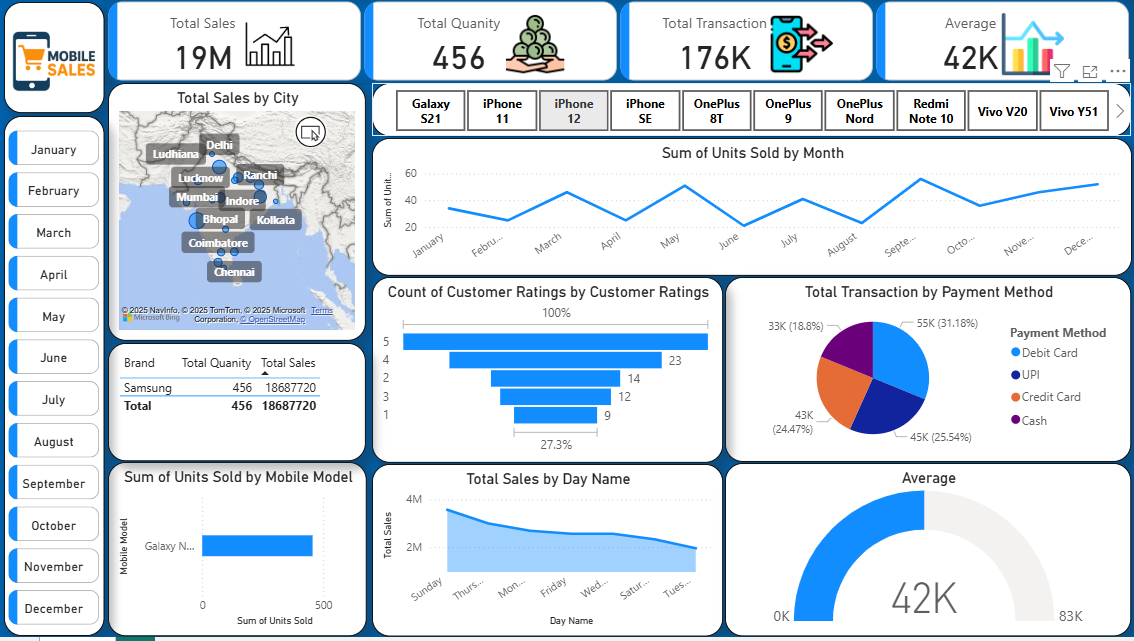 MOBILE
SALES
Total Sales
19M
Total Quanity
456
Total Transaction
176K
Average
42K
January
February
March
April
May
June
July
August
September
October
November
December
Total Sales by City
Delhi
Ludhiana
Lucknow
Ranchi
Mumbai
Indore
Bhopal
Kolkata
Coimbatore
Chennai
© 2025 NavInfo, © 2025 TomTom, © 2025 Microsoft
Corporation, © OpenStreetMap
Terms
Microsoft Bing
Galaxy
S21
iPhone
11
iPhone
12
iPhone
SE
OnePlus
8T
OnePlus
9
OnePlus
Nord
Redmi
Note 10
Vivo V20
Vivo Y51
Sum of Units Sold by Month
Sum of Unit...
60
40
20
January
Febru...
March
April
May
June
July
August
Septe...
Octo...
Nove...
Dece...
Brand Total Quanity Total Sales
Samsung 456 18687720
Total 456 18687720
Count of Customer Ratings by Customer Ratings
100%
5
4 23
2 14
3 12
1 9
27.3%
Total Transaction by Payment Method
33K (18.8%)
55K (31.18%)
43K
(24.47%)
45K (25.54%)
Payment Method
Debit Card
UPI
Credit Card
Cash
Sum of Units Sold by Mobile Model
Mobile Model
Galaxy N...
0 500
Sum of Units Sold
Total Sales by Day Name
Total Sales
4M
2M
Sunday
Thurs...
Mon...
Friday
Wed...
Satur...
Tues...
Day Name
Average
42K
0K
83K